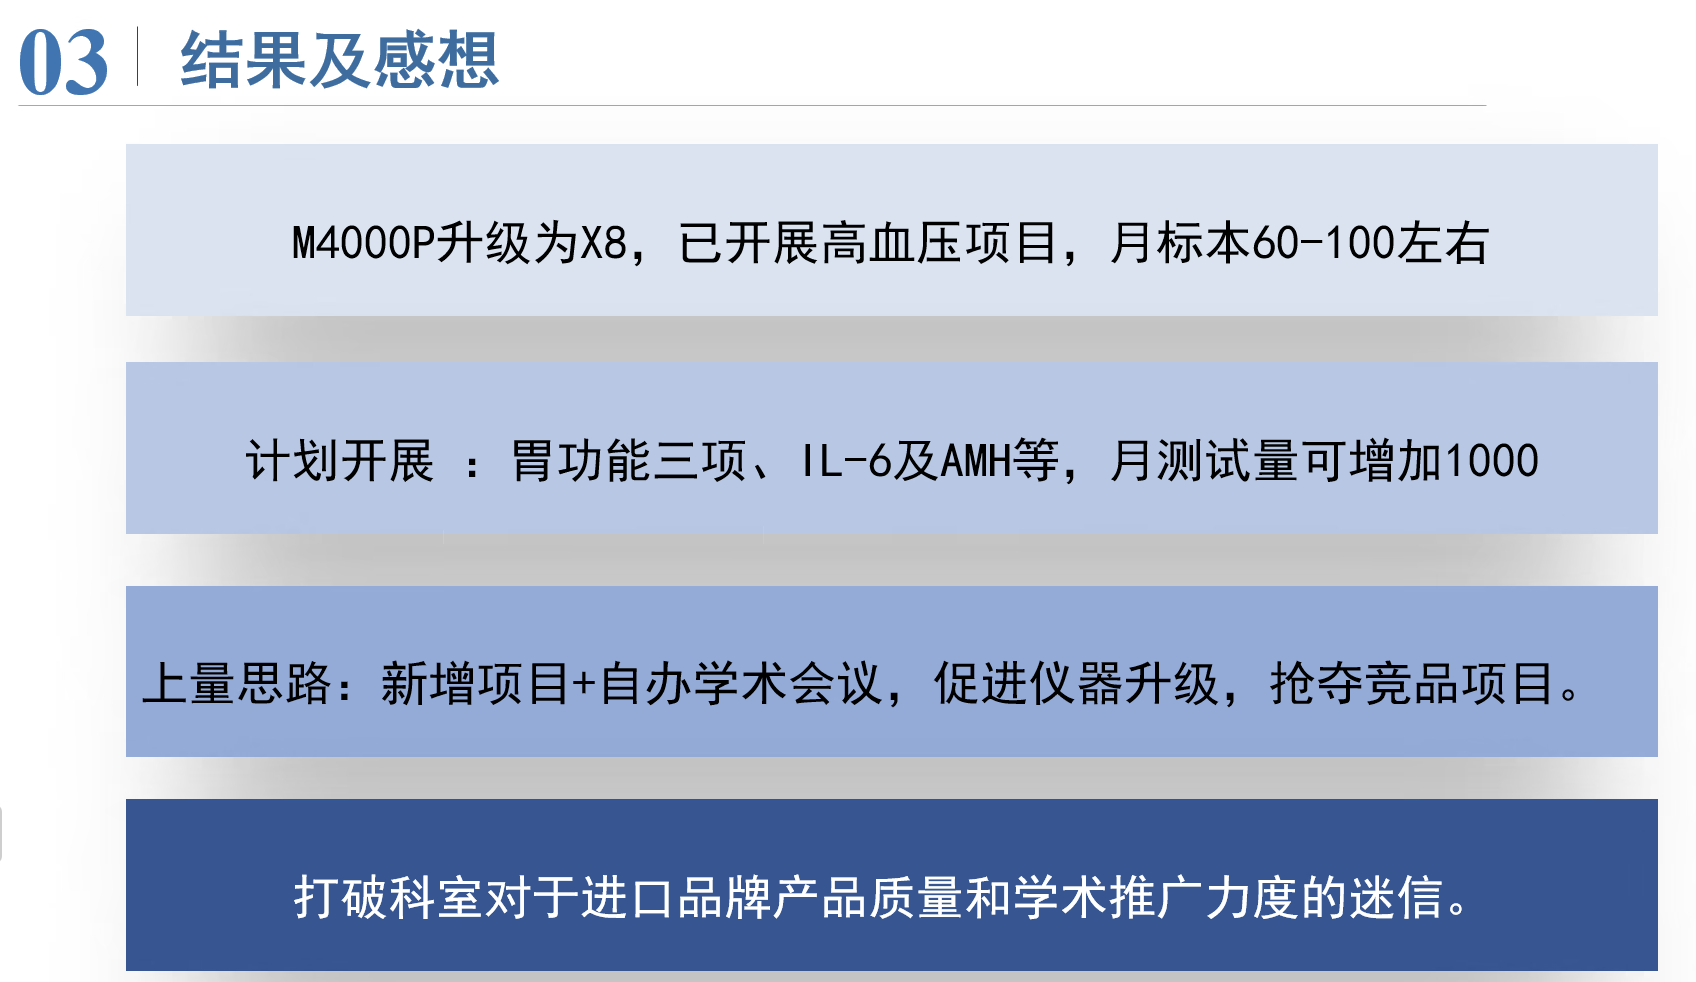 03 结果及感想
M4000P升级为X8，已开展高血压项目，月标本60-100左右
计划开展 ：胃功能三项、IL-6及AMH等，月测试量可增加1000
上量思路：新增项目+自办学术会议，促进仪器升级，抢夺竞品项目。
打破科室对于进口品牌产品质量和学术推广力度的迷信。